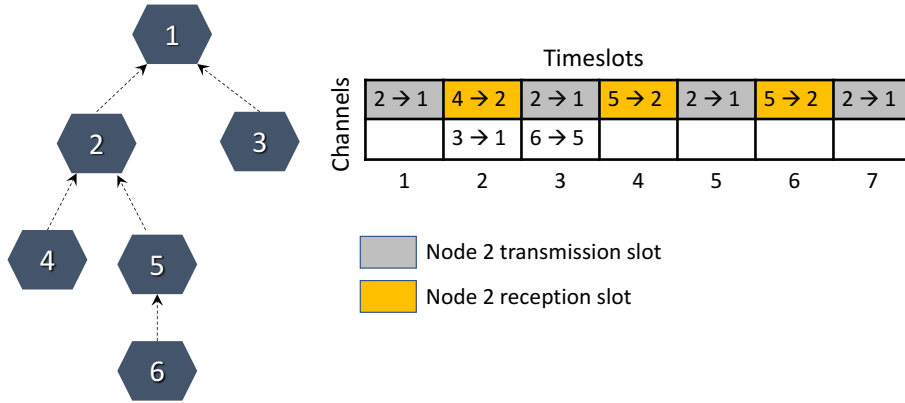 1
2
3
4
5
6
Timeslots
Channels
2 → 1 4 → 2 2 → 1 5 → 2 2 → 1 5 → 2 2 → 1
3 → 1 6 → 5
1 2 3 4 5 6 7
Node 2 transmission slot
Node 2 reception slot